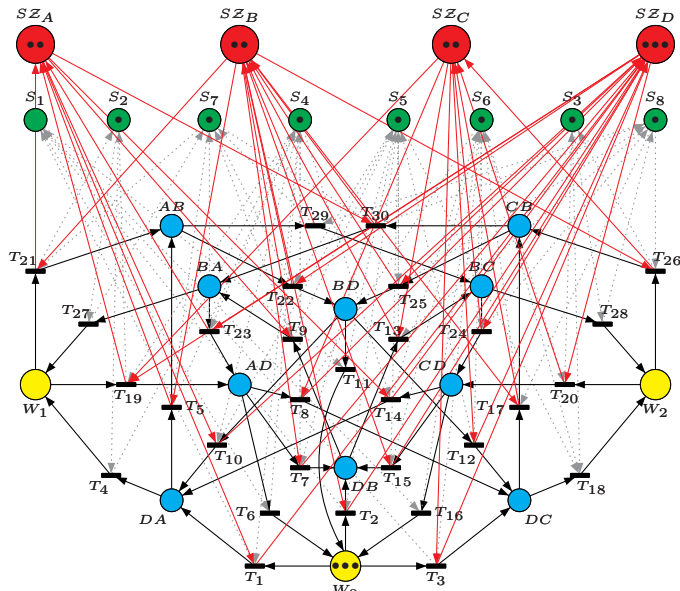 SZ_A SZ_B SZ_C SZ_D
S_1 S_2 S_7 S_4 S_5 S_6 S_3 S_8
AB T_29 T_30 CB
T_21 BA BD BC T_26
T_22 T_25
T_27 T_23 T_9 T_13 T_24 T_28
AD T_11 CD
W_1 T_19 T_5 T_8 T_14 T_17 T_20 W_2
T_10 T_12
T_4 T_7 DB T_15 T_18
DA T_6 T_2 T_16 DC
T_1 T_3